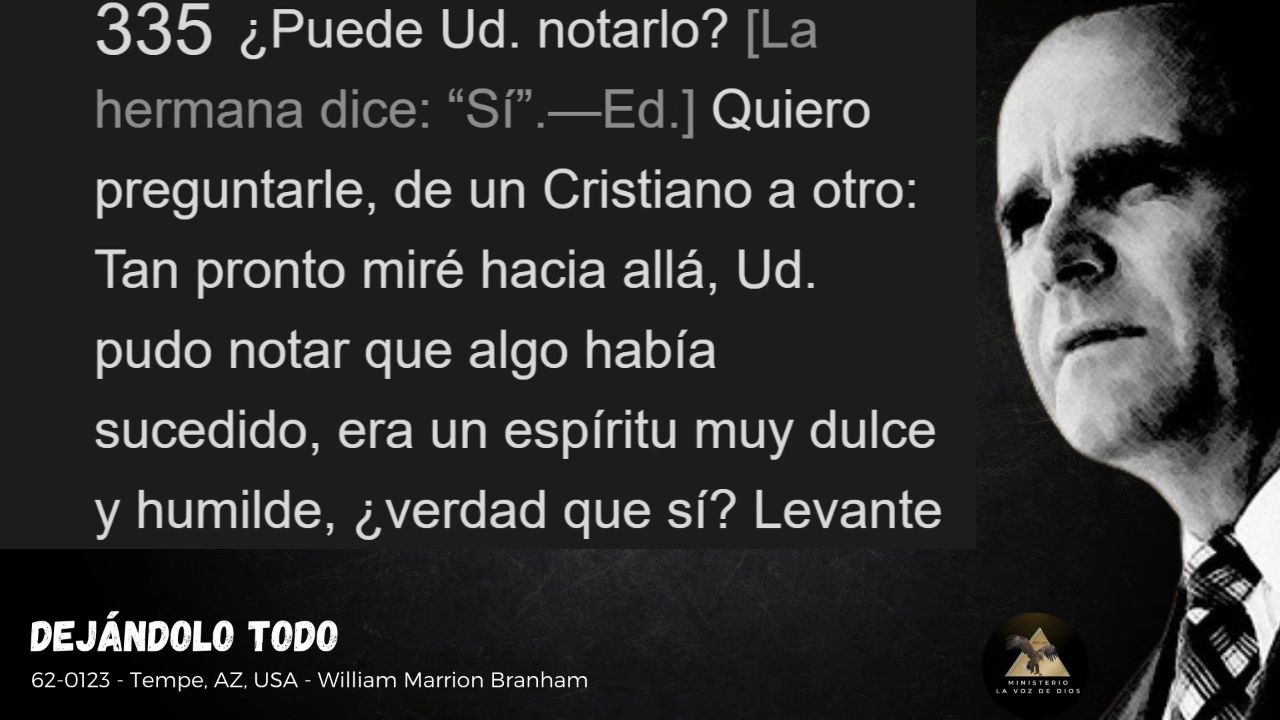 335 ¿Puede Ud. notarlo? [La
hermana dice: “Sí”.—Ed.] Quiero
preguntarle, de un Cristiano a otro:
Tan pronto miré hacia allá, Ud.
pudo notar que algo había
sucedido, era un espíritu muy dulce
y humilde, ¿verdad que sí? Levante
DEJÁNDOLO TODO
62-0123 - Tempe, AZ, USA - William Marrion Branham
MINISTERIO
LA VOZ DE DIOS